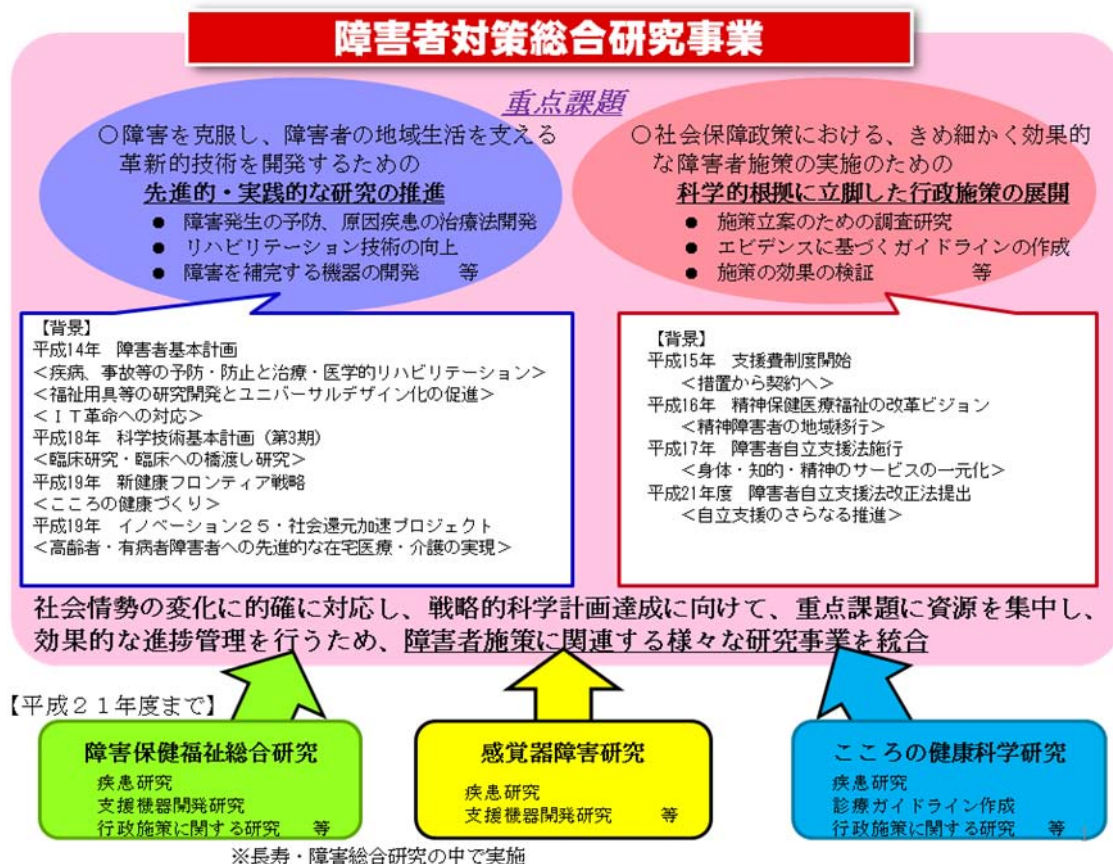 障害者対策総合研究事業
重点課題
○障害を克服し、障害者の地域生活を支える
革新的技術を開発するための
先進的・実践的な研究の推進
● 障害発生の予防、原因疾患の治療法開発
● リハビリテーション技術の向上
● 障害を補完する機器の開発　等
○社会保障政策における、きめ細かく効果的
な障害者施策の実施のための
科学的根拠に立脚した行政施策の展開
● 施策立案のための調査研究
● エビデンスに基づくガイドラインの作成
● 施策の効果の検証　等
【背景】
平成14年　障害者基本計画
＜疾病、事故等の予防・防止と治療・医学的リハビリテーション＞
＜福祉用具等の研究開発とユニバーサルデザイン化の促進＞
＜ＩＴ革命への対応＞
平成18年　科学技術基本計画（第3期）
＜臨床研究・臨床への橋渡し研究＞
平成19年　新健康フロンティア戦略
＜こころの健康づくり＞
平成19年　イノベーション２５・社会還元加速プロジェクト
＜高齢者・有病者障害者への先進的な在宅医療・介護の実現＞
【背景】
平成15年　支援費制度開始
＜措置から契約へ＞
平成16年　精神保健医療福祉の改革ビジョン
＜精神障害者の地域移行＞
平成17年　障害者自立支援法施行
＜身体・知的・精神のサービスの一元化＞
平成21年度　障害者自立支援法改正法提出
＜自立支援のさらなる推進＞
社会情勢の変化に的確に対応し、戦略的科学計画達成に向けて、重点課題に資源を集中し、
効果的な進捗管理を行うため、障害者施策に関連する様々な研究事業を統合
【平成２１年度まで】
障害保健福祉総合研究
疾患研究
支援機器開発研究
行政施策に関する研究　等
※長寿・障害総合研究の中で実施
感覚器障害研究
疾患研究
支援機器開発研究　等
こころの健康科学研究
疾患研究
診療ガイドライン作成
行政施策に関する研究　等